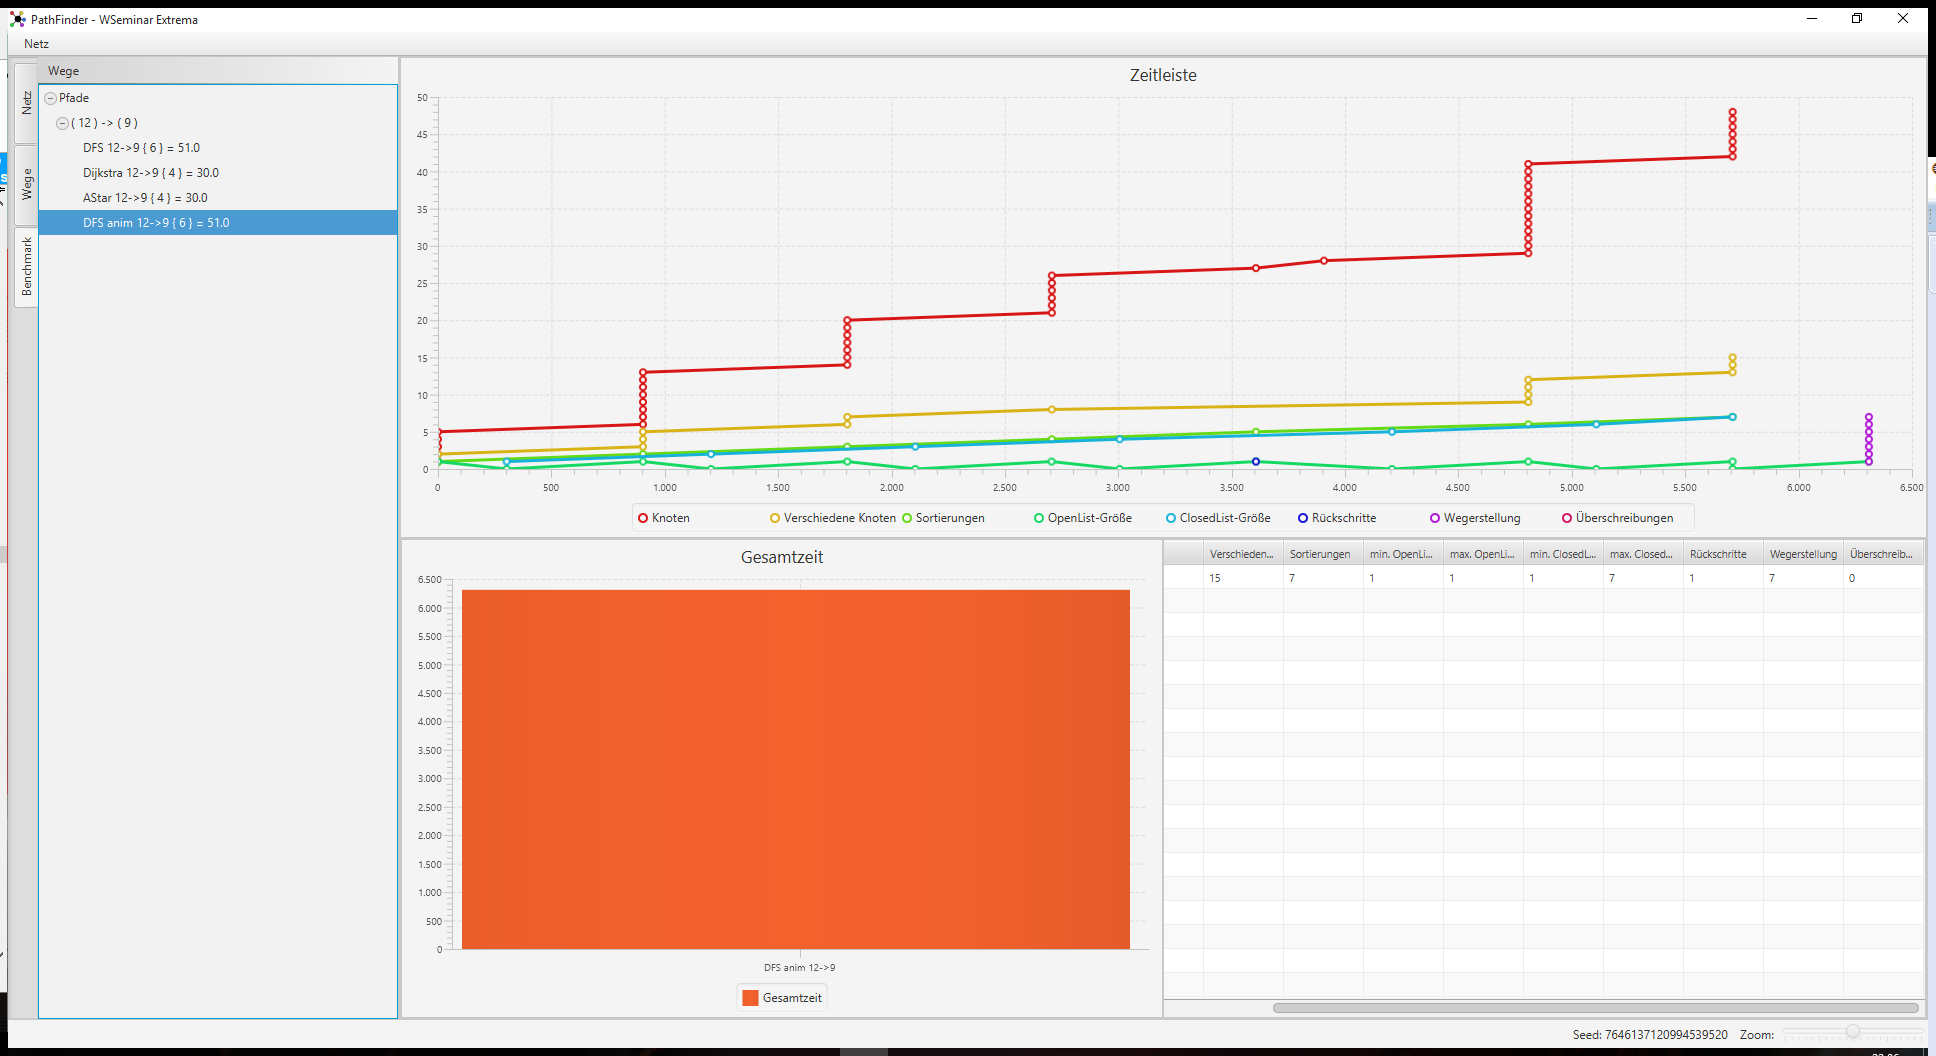 PathFinder - WSeminar Extrema
Netz
Netz
Wege
Benchmark
Wege
Pfade
( 12 ) -> ( 9 )
DFS 12->9 { 6 } = 51.0
Dijkstra 12->9 { 4 } = 30.0
AStar 12->9 { 4 } = 30.0
DFS anim 12->9 { 6 } = 51.0
Zeitleiste
50
45
40
35
30
25
20
15
10
5
0
0 500 1.000 1.500 2.000 2.500 3.000 3.500 4.000 4.500 5.000 5.500 6.000 6.500
Knoten Verschiedene Knoten Sortierungen OpenList-Größe ClosedList-Größe Rückschritte Wegerstellung Überschreibungen
Gesamtzeit
6.500
6.000
5.500
5.000
4.500
4.000
3.500
3.000
2.500
2.000
1.500
1.000
500
0
DFS anim 12->9
Gesamtzeit
Verschieden... Sortierungen min. OpenLi... max. OpenLi... min. ClosedL... max. Closed... Rückschritte Wegerstellung Überschreib...
15 7 1 1 1 7 1 7 0
Seed: 7646137120994539520 Zoom: